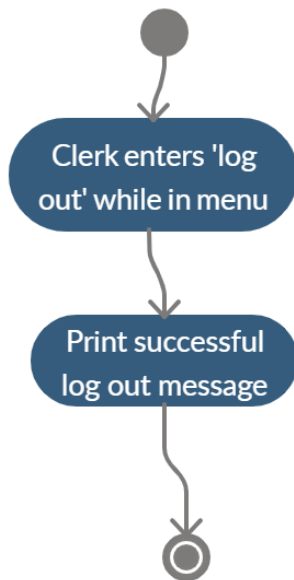 Clerk enters 'log
out' while in menu
Print successful
log out message